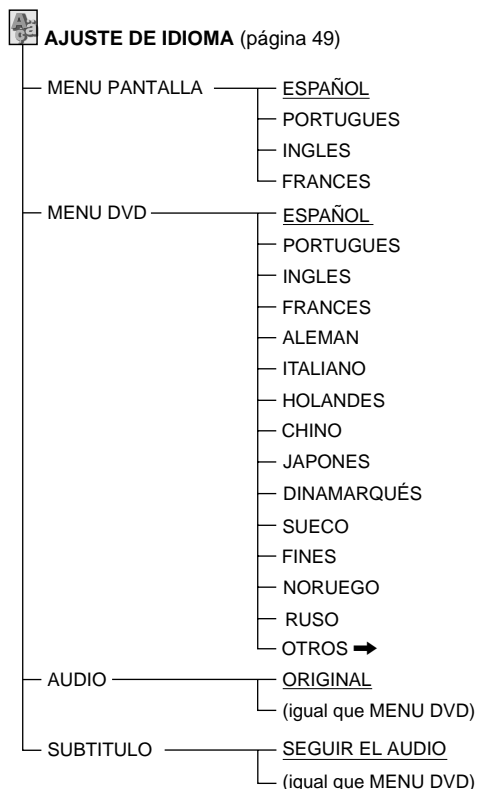 AJUSTE DE IDIOMA (página 49)
MENU PANTALLA
ESPAÑOL
PORTUGUES
INGLES
FRANCES
MENU DVD
ESPAÑOL
PORTUGUES
INGLES
FRANCES
ALEMAN
ITALIANO
HOLANDES
CHINO
JAPONES
DINAMARQUÉS
SUECO
FINES
NORUEGO
RUSO
OTROS ➡
AUDIO
ORIGINAL
(igual que MENU DVD)
SUBTITULO
SEGUIR EL AUDIO
(igual que MENU DVD)